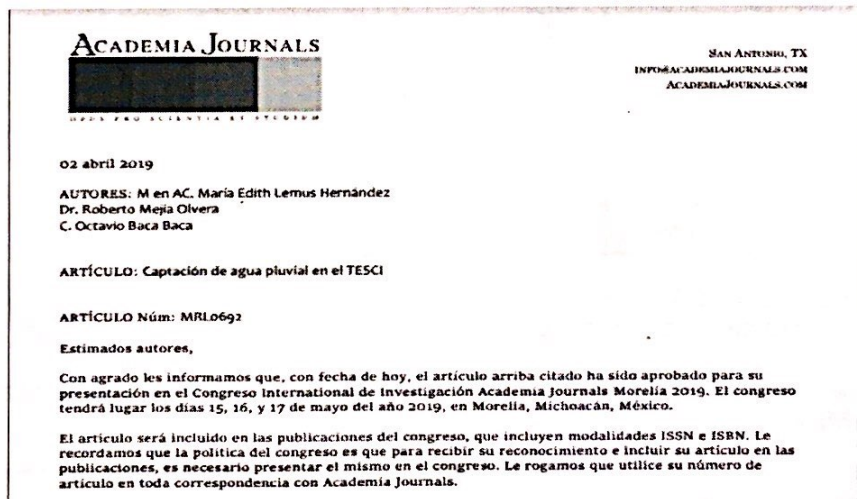 ACADEMIA JOURNALS
OPUS PRO SCIENTIA ET STUDIUM
SAN ANTONIO, TX
INFO@ACADEMIAJOURNALS.COM
ACADEMIAJOURNALS.COM
02 abril 2019
AUTORES: M en AC. María Edith Lemus Hernández
Dr. Roberto Mejía Olvera
C. Octavio Baca Baca
ARTÍCULO: Captación de agua pluvial en el TESCI
ARTÍCULO Núm: MRL0692
Estimados autores,
Con agrado les informamos que, con fecha de hoy, el artículo arriba citado ha sido aprobado para su
presentación en el Congreso International de Investigación Academia Journals Morelia 2019. El congreso
tendrá lugar los días 15, 16, y 17 de mayo del año 2019, en Morelia, Michoacán, México.
El artículo será incluido en las publicaciones del congreso, que incluyen modalidades ISSN e ISBN. Le
recordamos que la política del congreso es que para recibir su reconocimiento e incluir su artículo en las
publicaciones, es necesario presentar el mismo en el congreso. Le rogamos que utilice su número de
artículo en toda correspondencia con Academia Journals.